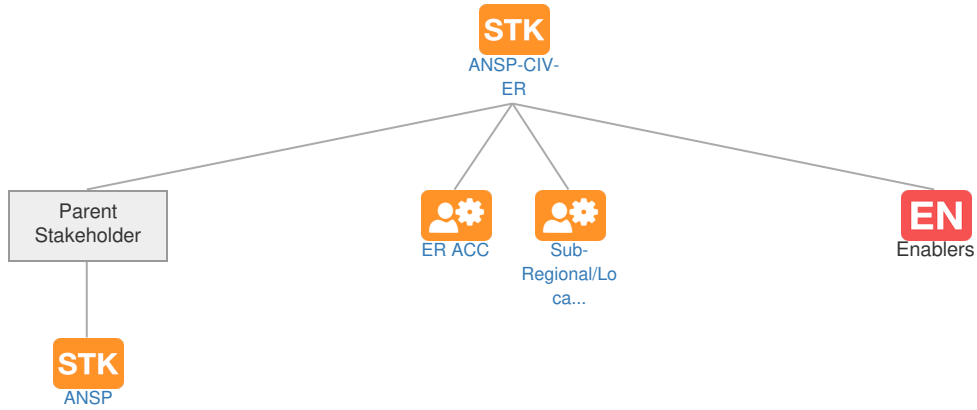 STK
ANSP-CIV-
ER
Parent
Stakeholder
ER ACC
Sub-
Regional/Lo
ca...
EN
Enablers
STK
ANSP